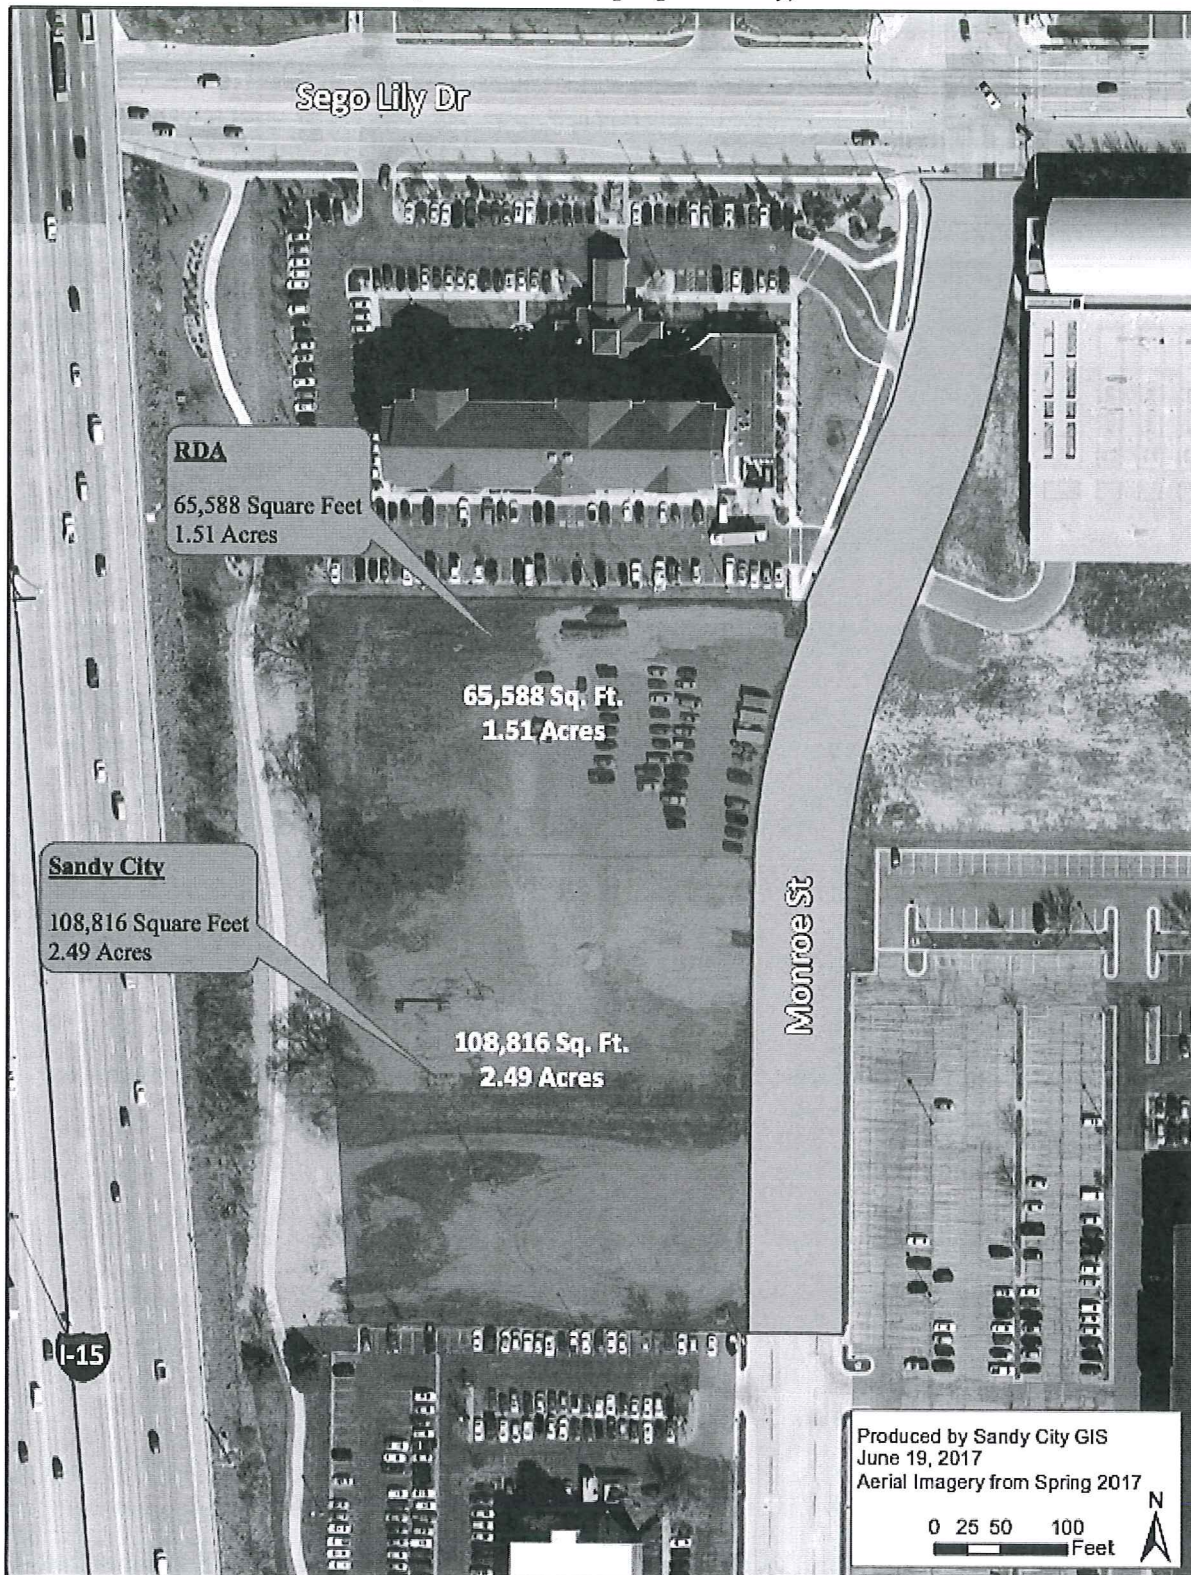 Sego Lily Dr
RDA
65,588 Square Feet
1.51 Acres
65,588 Sq. Ft.
1.51 Acres
Sandy City
108,816 Square Feet
2.49 Acres
Monroe St
108,816 Sq. Ft.
2.49 Acres
I-15
Produced by Sandy City GIS
June 19, 2017
Aerial Imagery from Spring 2017
N
0 25 50 100
Feet